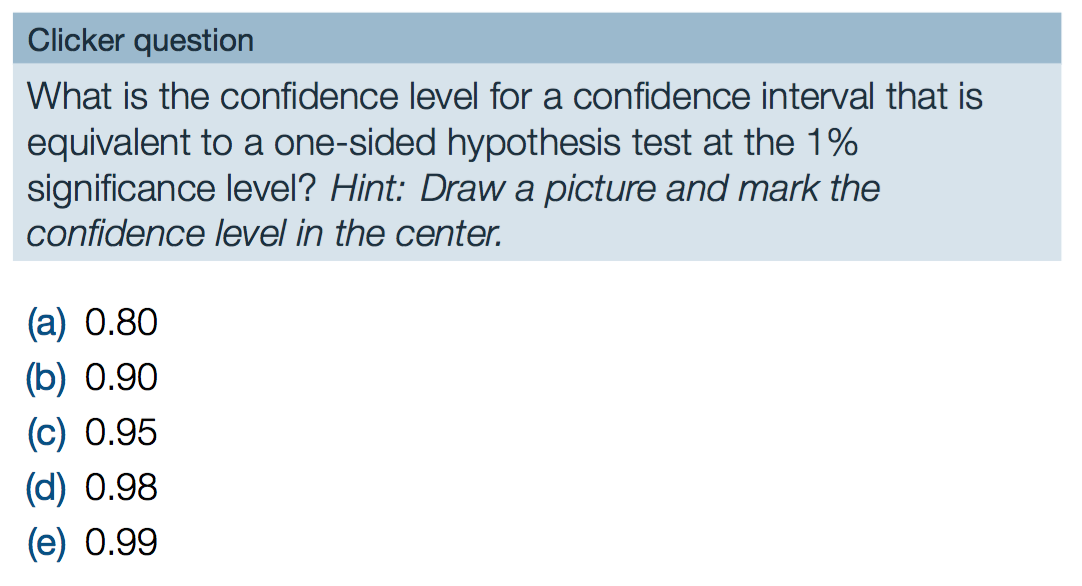 Clicker question
What is the confidence level for a confidence interval that is
equivalent to a one-sided hypothesis test at the 1%
significance level? Hint: Draw a picture and mark the
confidence level in the center.
(a) 0.80
(b) 0.90
(c) 0.95
(d) 0.98
(e) 0.99